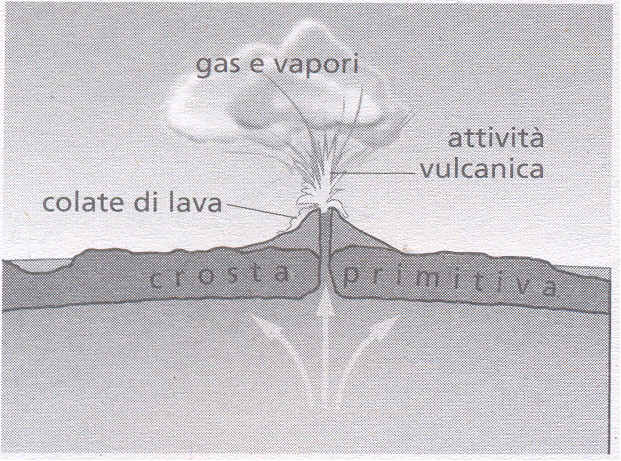 gas e vapori
attività
vulcanica
colate di lava
crosta primitiva